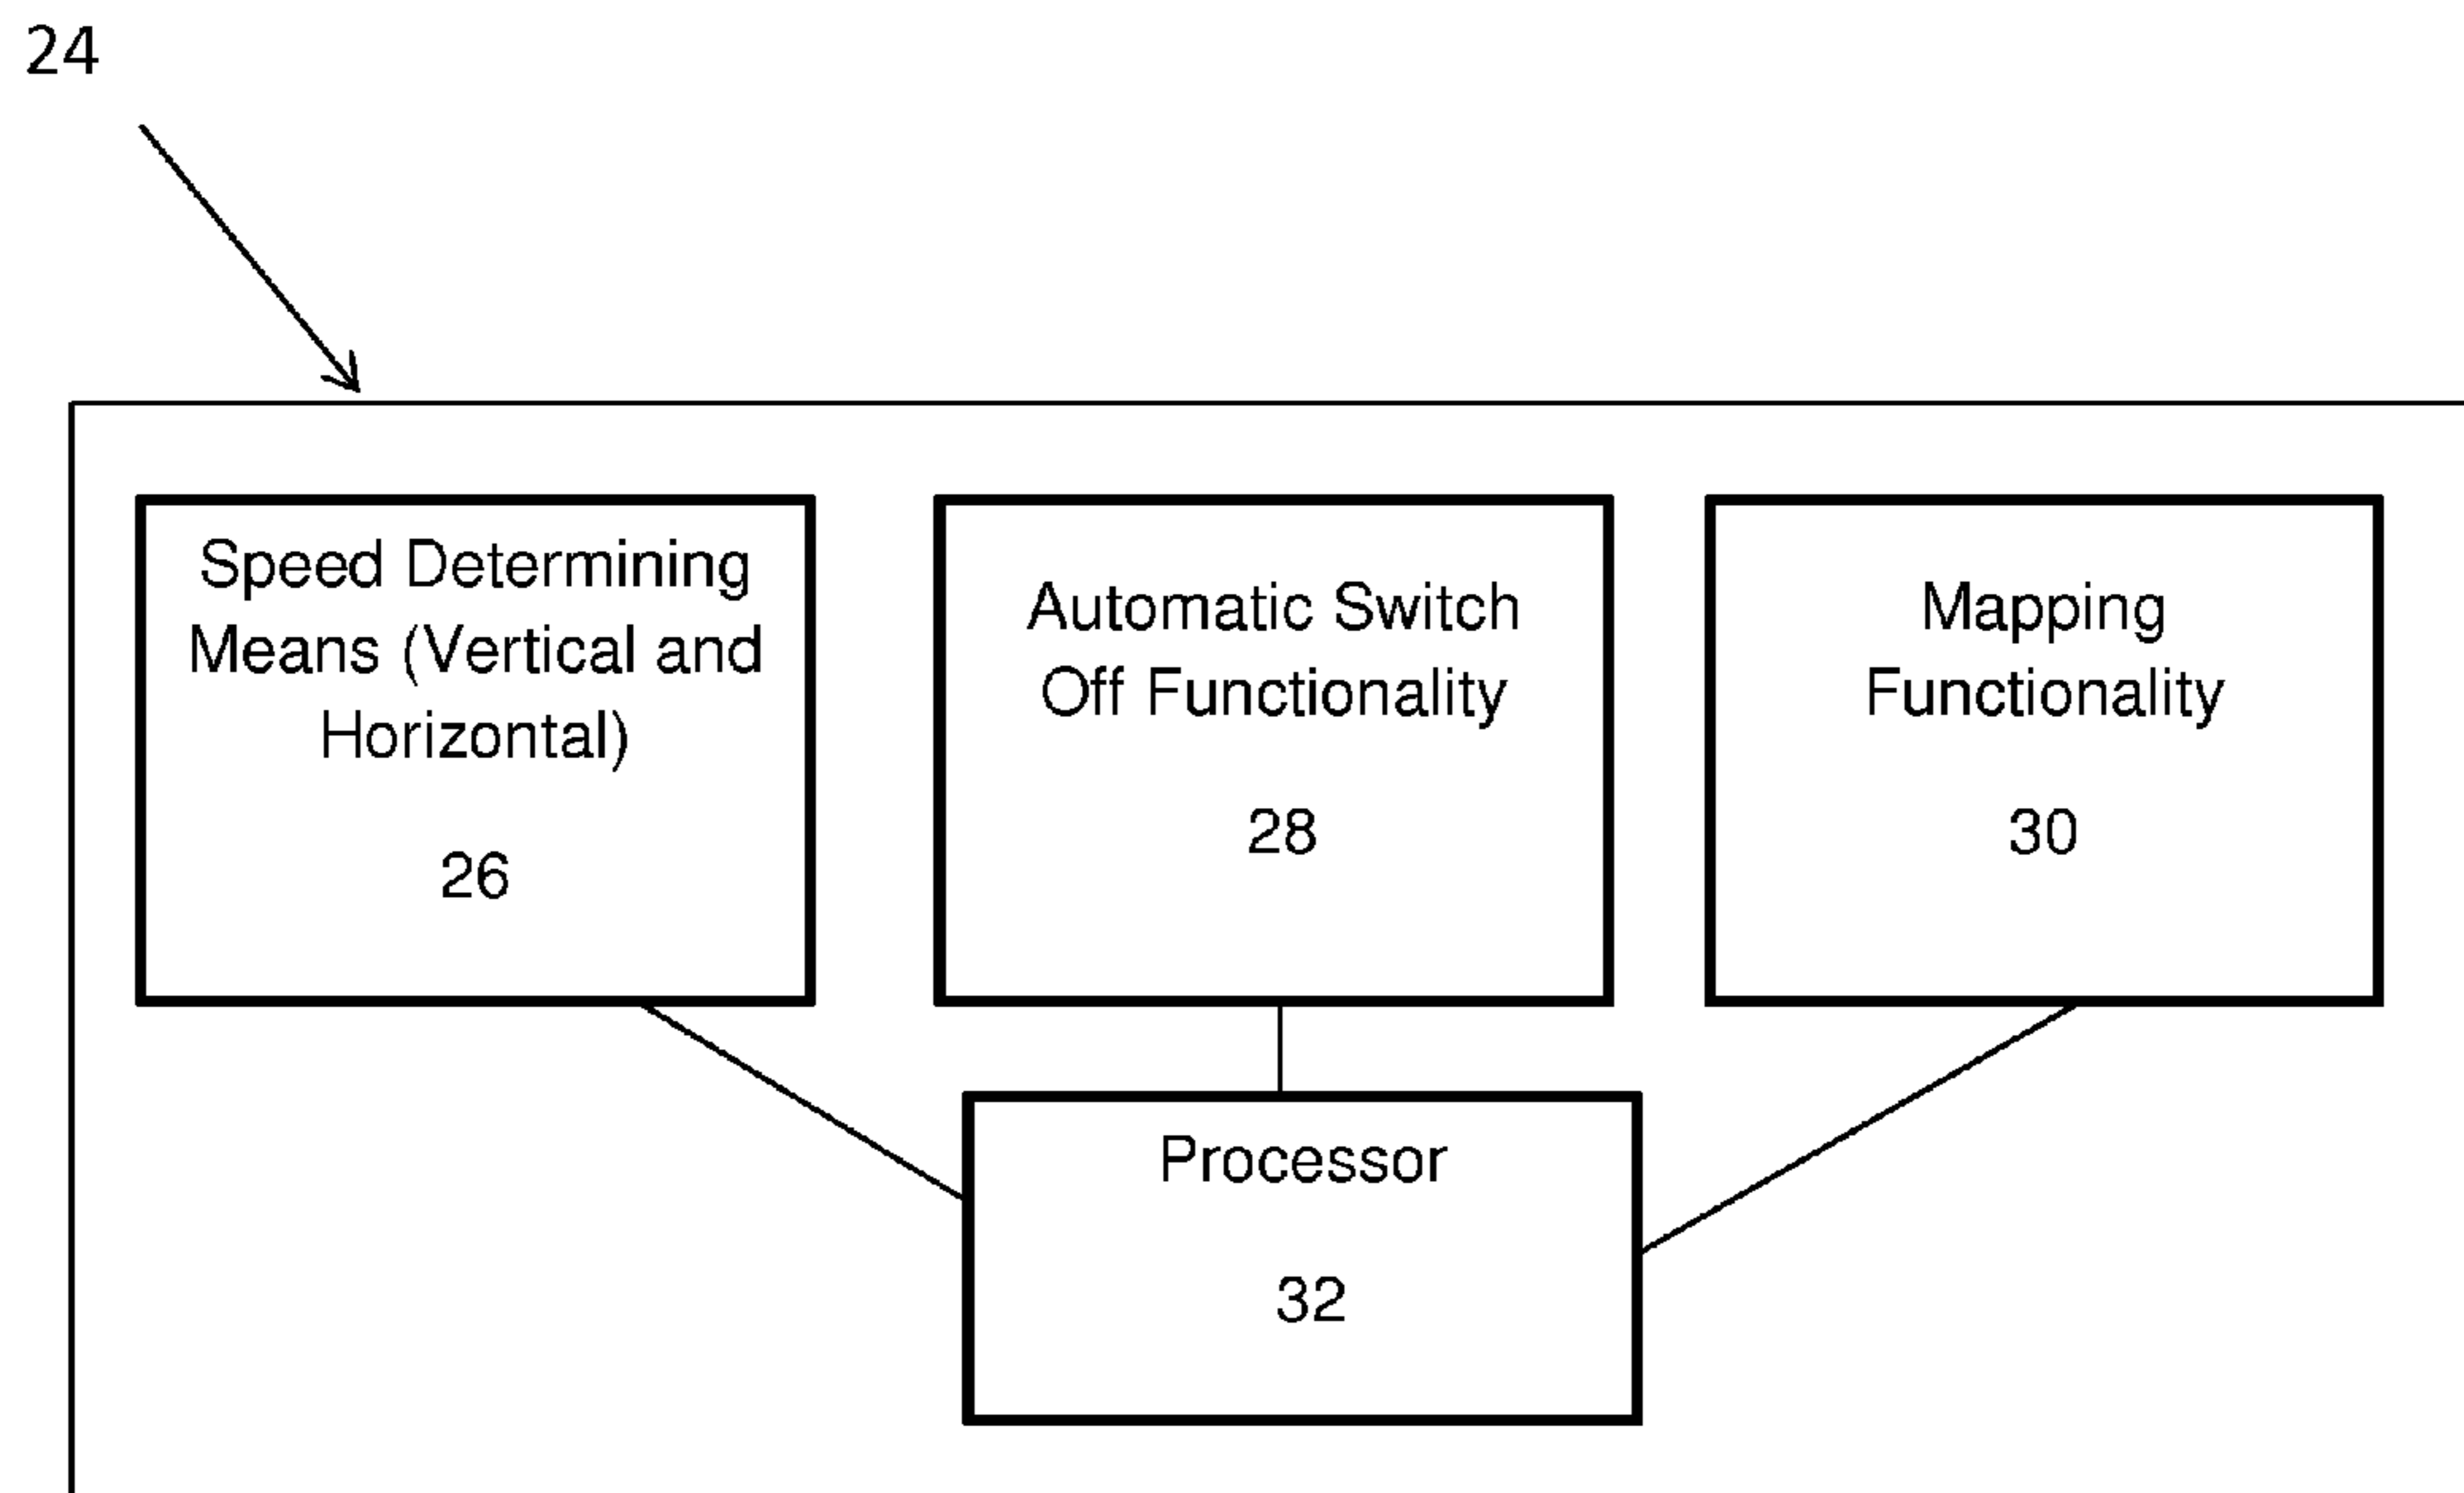 24
Speed Determining
Means (Vertical and
Horizontal)
26
Automatic Switch
Off Functionality
28
Mapping
Functionality
30
Processor
32